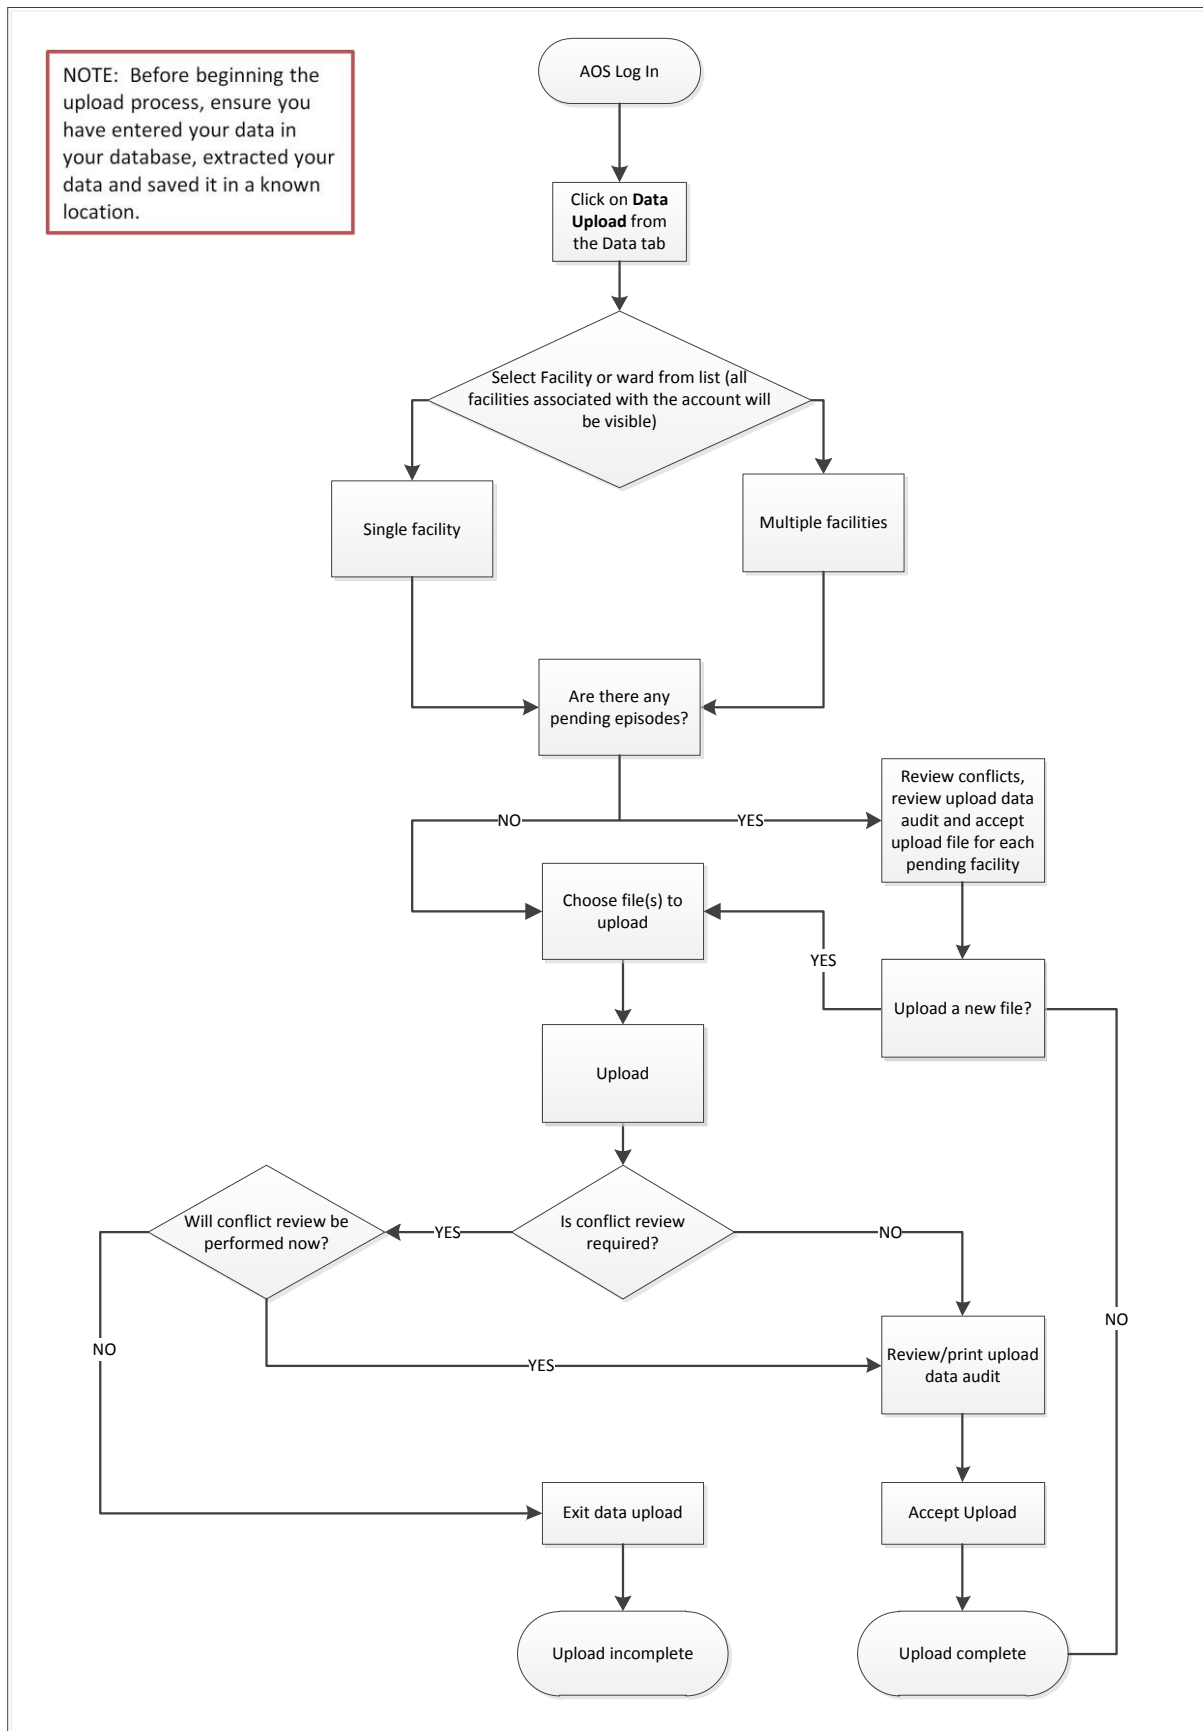 NOTE:  Before beginning the
upload process, ensure you
have entered your data in
your database, extracted your
data and saved it in a known
location.
AOS Log In
Click on Data
Upload from
the Data tab
Select Facility or ward from list (all
facilities associated with the account will
be visible)
Single facility
Multiple facilities
Are there any
pending episodes?
NO
YES
Review conflicts,
review upload data
audit and accept
upload file for each
pending facility
Choose file(s) to
upload
YES
Upload a new file?
Upload
Will conflict review be
performed now?
YES
Is conflict review
required?
NO
NO
NO
YES
Review/print upload
data audit
Exit data upload
Accept Upload
Upload incomplete
Upload complete